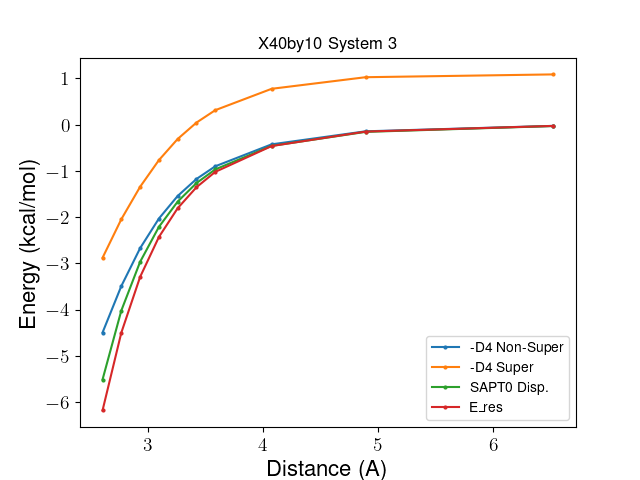 X40by10 System 3
Energy (kcal/mol)
1
0
−1
−2
−3
−4
−5
−6
3
4
5
6
Distance (A)
-D4 Non-Super
-D4 Super
SAPT0 Disp.
E_res